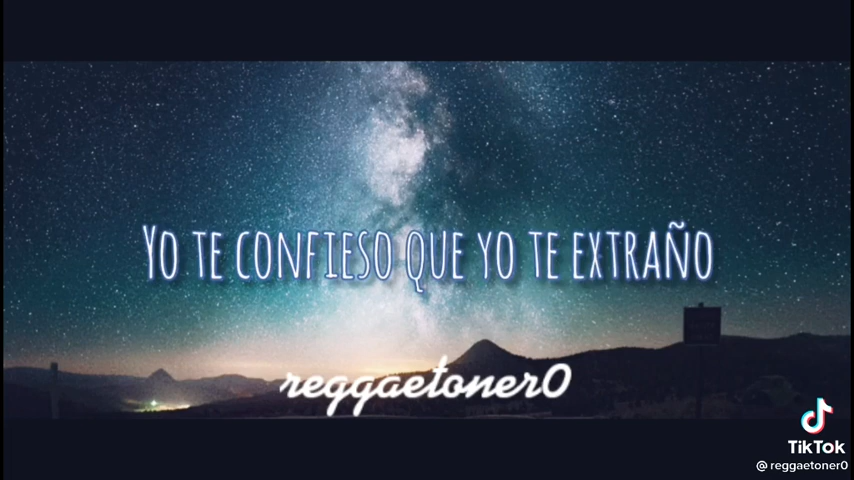 Yo te confieso que yo te extraño
reggaetoner0
TikTok
@reggaetoner0